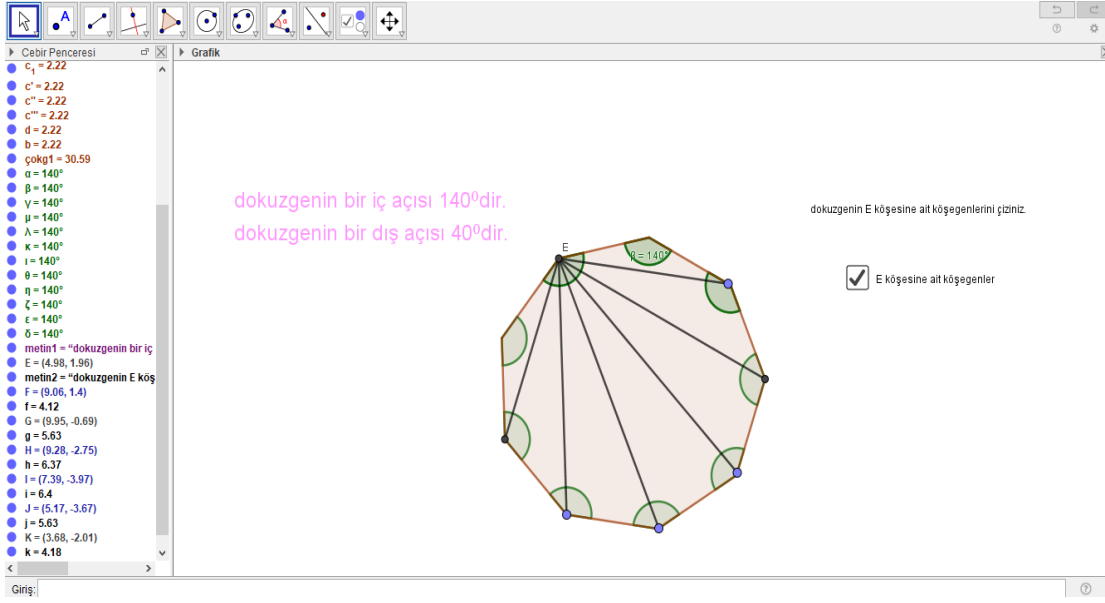 Cebir Penceresi
Grafik
c₁ = 2.22
c' = 2.22
c'' = 2.22
c''' = 2.22
d = 2.22
b = 2.22
çokg1 = 30.59
α = 140°
β = 140°
γ = 140°
μ = 140°
λ = 140°
κ = 140°
ι = 140°
θ = 140°
η = 140°
ζ = 140°
ε = 140°
δ = 140°
metin1 = “dokuzgenin bir iç
E = (4.98, 1.96)
metin2 = “dokuzgenin E köş
F = (9.06, 1.4)
f = 4.12
G = (9.95, -0.69)
g = 5.63
H = (9.28, -2.75)
h = 6.37
I = (7.39, -3.97)
i = 6.4
J = (5.17, -3.67)
j = 5.63
K = (3.68, -2.01)
k = 4.18
dokuzgenin bir iç açısı 140⁰dir.
dokuzgenin bir dış açısı 40⁰dir.
E
β = 140°
dokuzgenin E köşesine ait köşegenlerini çiziniz.
E köşesine ait köşegenler
Giriş: